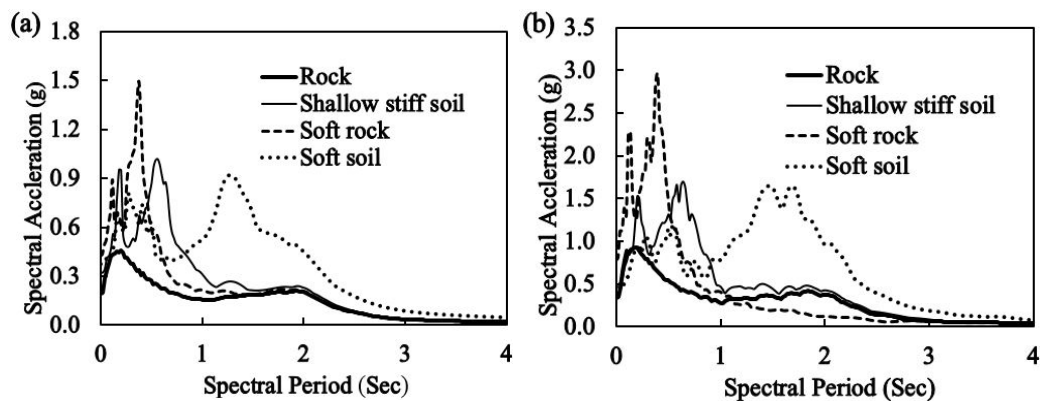 (a)
1.8
1.5
1.2
0.9
0.6
0.3
0.0
Spectral Accleration (g)
Rock
Shallow stiff soil
Soft rock
Soft soil
0 1 2 3 4
Spectral Period (Sec)
(b)
3.5
3.0
2.5
2.0
1.5
1.0
0.5
0.0
Spectral Accleration (g)
Rock
Shallow stiff soil
Soft rock
Soft soil
0 1 2 3 4
Spectral Period (Sec)